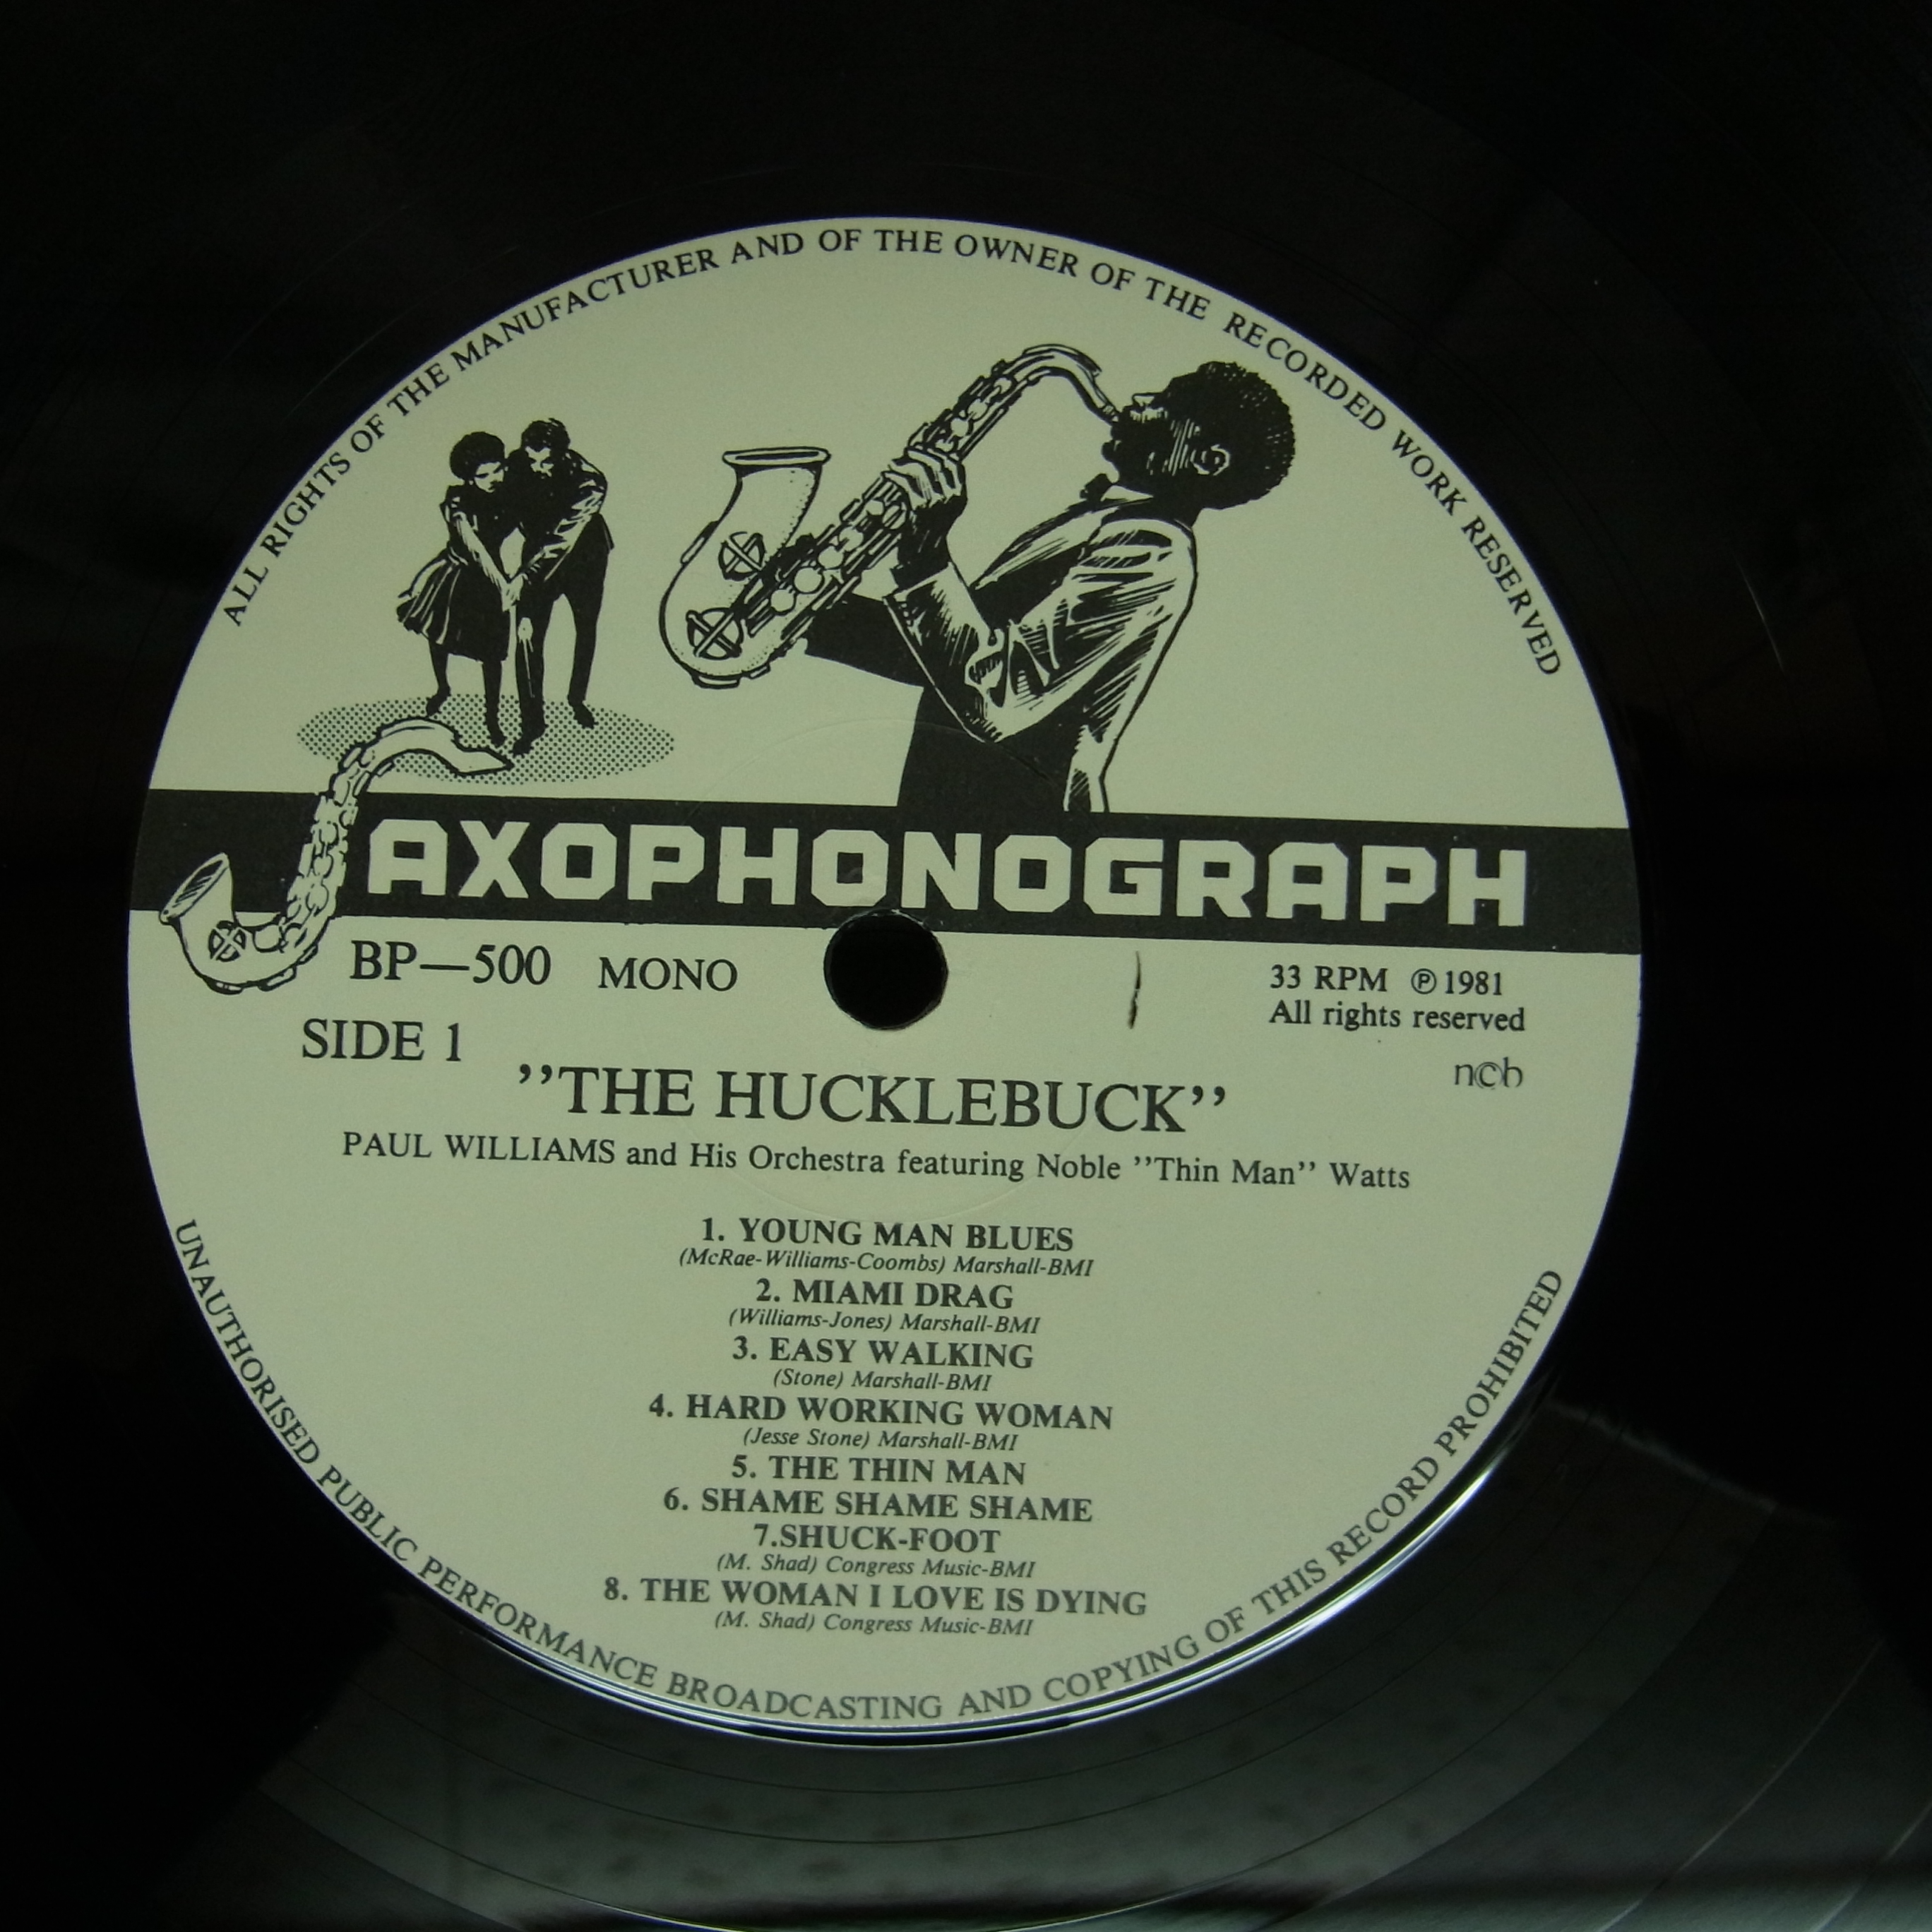 ALL RIGHTS OF THE MANUFACTURER AND OF THE OWNER OF THE RECORDED WORK RESERVED
SAXOPHONOGRAPH
BP—500 MONO
33 RPM ℗ 1981
All rights reserved
SIDE 1
ncb
’’THE HUCKLEBUCK’’
PAUL WILLIAMS and His Orchestra featuring Noble ’’Thin Man’’ Watts
1. YOUNG MAN BLUES
(McRae-Williams-Coombs) Marshall-BMI
2. MIAMI DRAG
(Williams-Jones) Marshall-BMI
3. EASY WALKING
(Stone) Marshall-BMI
4. HARD WORKING WOMAN
(Jesse Stone) Marshall-BMI
5. THE THIN MAN
6. SHAME SHAME SHAME
7.SHUCK-FOOT
(M. Shad) Congress Music-BMI
8. THE WOMAN I LOVE IS DYING
(M. Shad) Congress Music-BMI
UNAUTHORISED PUBLIC PERFORMANCE BROADCASTING AND COPYING OF THIS RECORD PROHIBITED